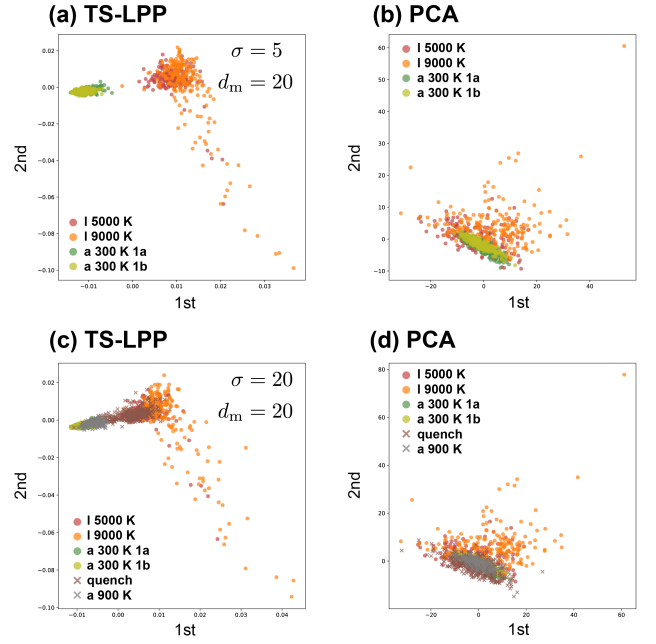 (a) TS-LPP
σ = 5
d_m = 20
0.02
0.00
−0.02
−0.04
−0.06
−0.08
−0.10
2nd
l 5000 K
l 9000 K
a 300 K 1a
a 300 K 1b
−0.01 0.00 0.01 0.02 0.03 0.04
1st
(b) PCA
l 5000 K
l 9000 K
a 300 K 1a
a 300 K 1b
60
50
40
30
20
10
0
−10
2nd
−20 0 20 40 60
1st
(c) TS-LPP
σ = 20
d_m = 20
0.02
0.00
−0.02
−0.04
−0.06
−0.08
−0.10
2nd
l 5000 K
l 9000 K
a 300 K 1a
a 300 K 1b
quench
a 900 K
−0.01 0.00 0.01 0.02 0.03 0.04
1st
(d) PCA
l 5000 K
l 9000 K
a 300 K 1a
a 300 K 1b
quench
a 900 K
80
60
40
20
0
2nd
−20 0 20 40 60
1st